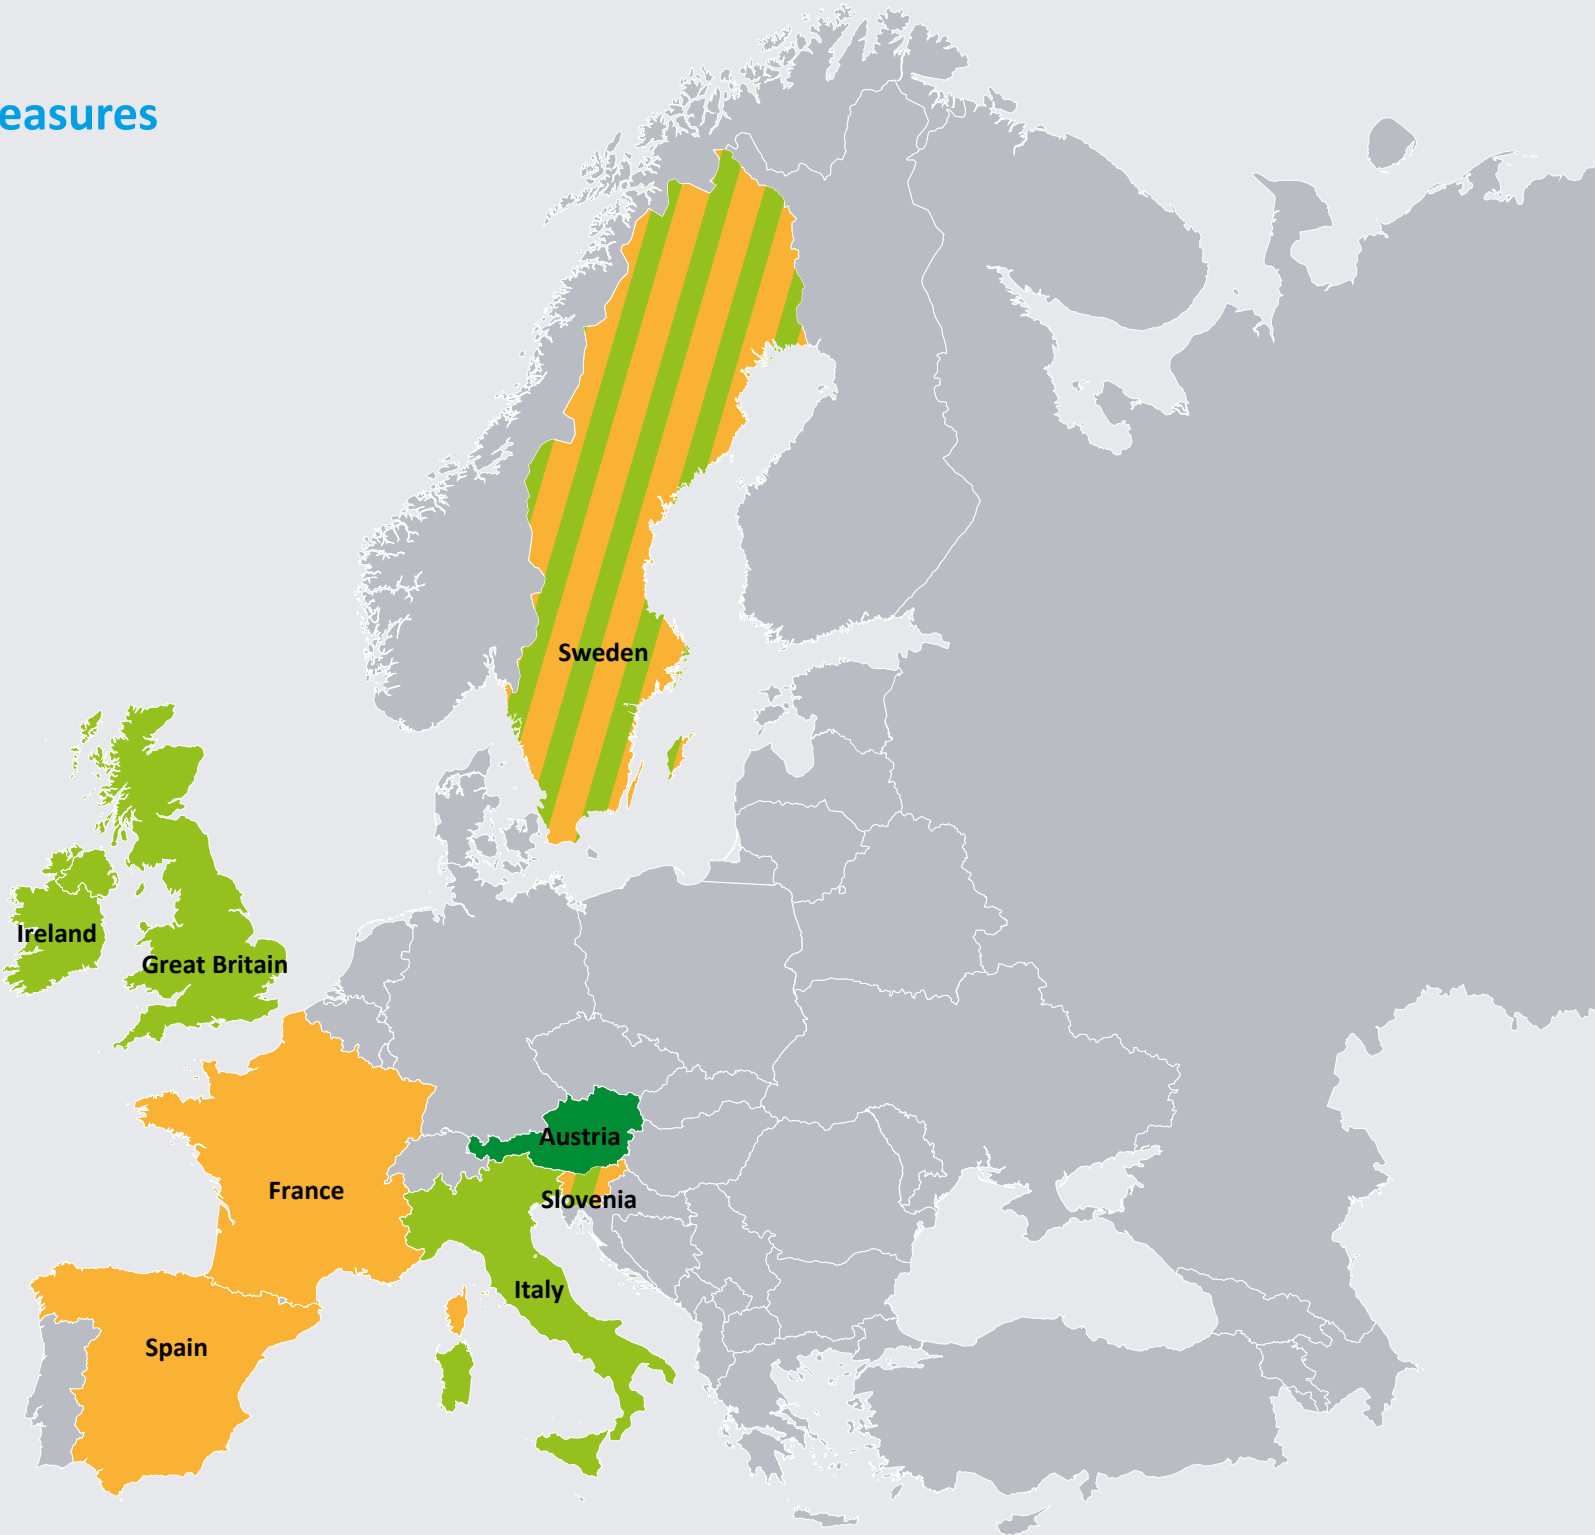 easures
Sweden
Ireland
Great Britain
Austria
France
Slovenia
Italy
Spain